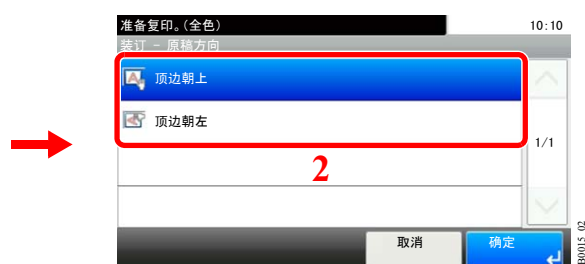 准备复印。(全色)
10:10
装订 - 原稿方向
顶边朝上
顶边朝左
1/1
2
取消
确定
B0015_02